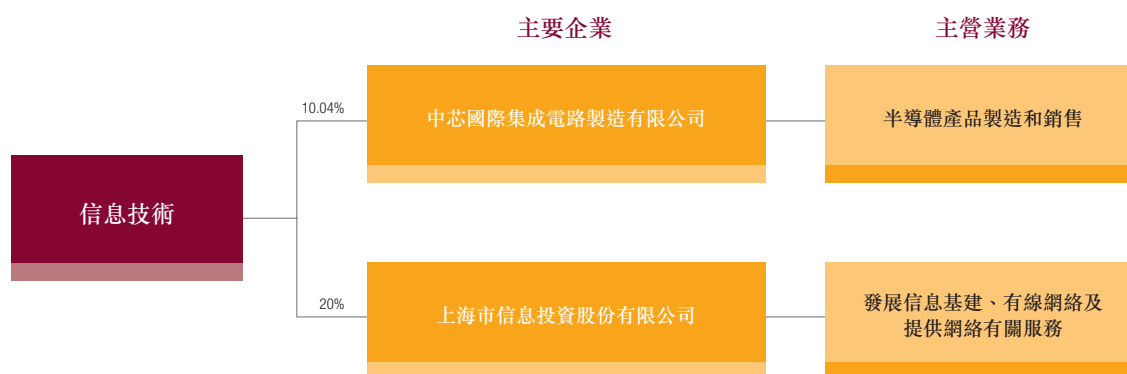 主要企業
主營業務
10.04%
中芯國際集成電路製造有限公司
半導體產品製造和銷售
信息技術
20%
上海市信息投資股份有限公司
發展信息基建、有線網絡及
提供網絡有關服務